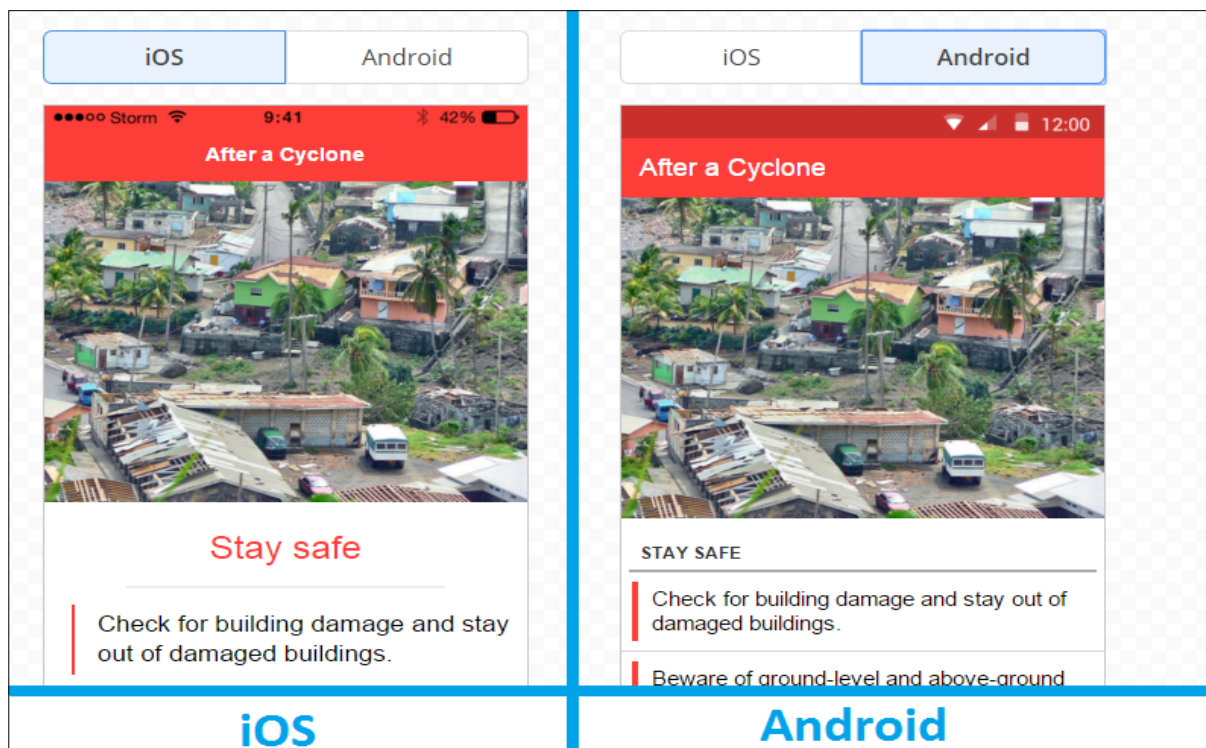 iOS
Android
●●●○○ Storm
9:41
42%
After a Cyclone
Stay safe
Check for building damage and stay
out of damaged buildings.
iOS
iOS
Android
12:00
After a Cyclone
STAY SAFE
Check for building damage and stay out of
damaged buildings.
Beware of ground-level and above-ground
Android